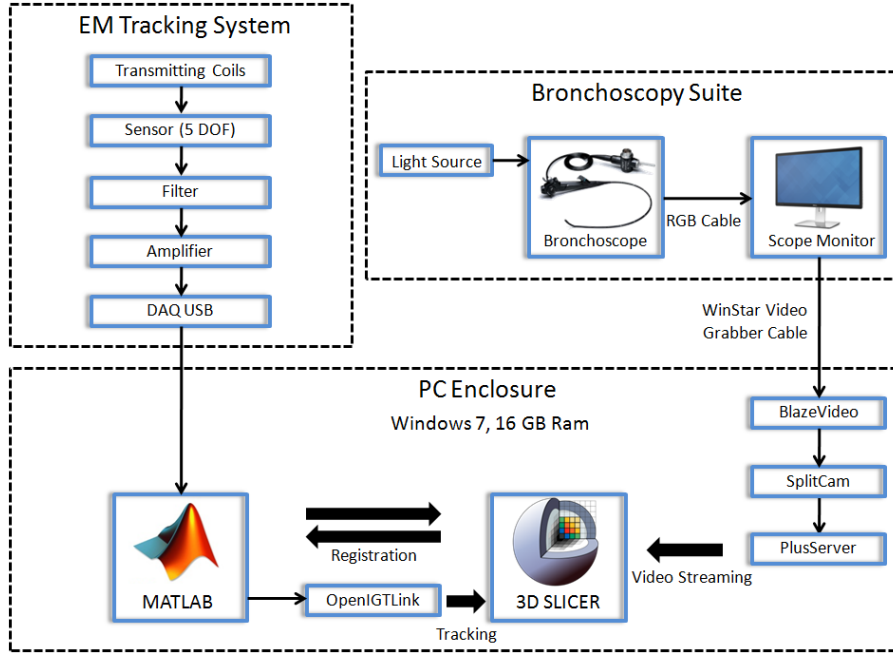 EM Tracking System
Transmitting Coils
Sensor (5 DOF)
Filter
Amplifier
DAQ USB
Bronchoscopy Suite
Light Source
Bronchoscope
RGB Cable
Scope Monitor
WinStar Video
Grabber Cable
PC Enclosure
Windows 7, 16 GB Ram
BlazeVideo
SplitCam
PlusServer
Video Streaming
MATLAB
Registration
OpenIGTLink
Tracking
3D SLICER